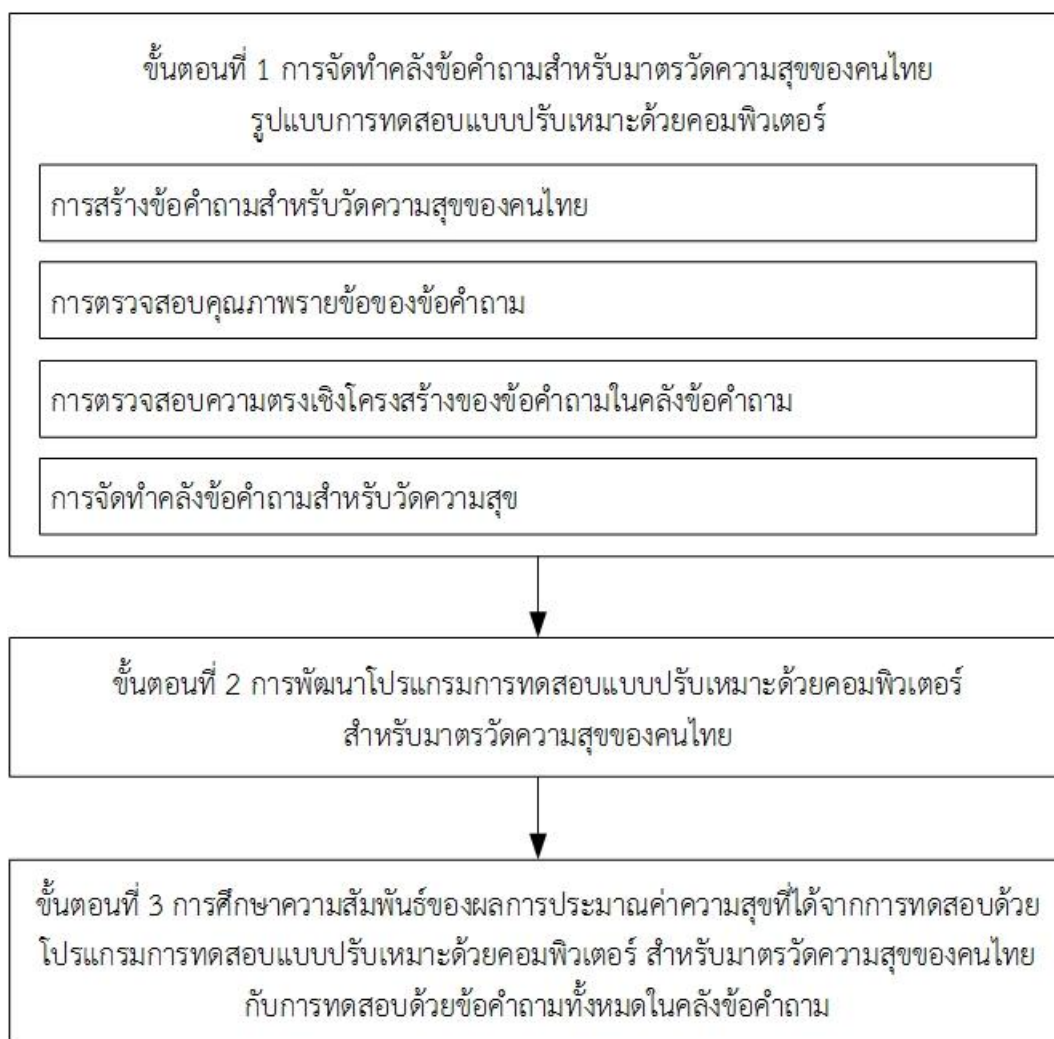 ขั้นตอนที่ 1 การจัดทำคลังข้อคำถามสำหรับมาตรวัดความสุขของคนไทย
รูปแบบการทดสอบแบบปรับเหมาะด้วยคอมพิวเตอร์
การสร้างข้อคำถามสำหรับวัดความสุขของคนไทย
การตรวจสอบคุณภาพรายข้อของข้อคำถาม
การตรวจสอบความตรงเชิงโครงสร้างของข้อคำถามในคลังข้อคำถาม
การจัดทำคลังข้อคำถามสำหรับวัดความสุข
ขั้นตอนที่ 2 การพัฒนาโปรแกรมการทดสอบแบบปรับเหมาะด้วยคอมพิวเตอร์
สำหรับมาตรวัดความสุขของคนไทย
ขั้นตอนที่ 3 การศึกษาความสัมพันธ์ของผลการประมาณค่าความสุขที่ได้จากการทดสอบด้วย
โปรแกรมการทดสอบแบบปรับเหมาะด้วยคอมพิวเตอร์ สำหรับมาตรวัดความสุขของคนไทย
กับการทดสอบด้วยข้อคำถามทั้งหมดในคลังข้อคำถาม